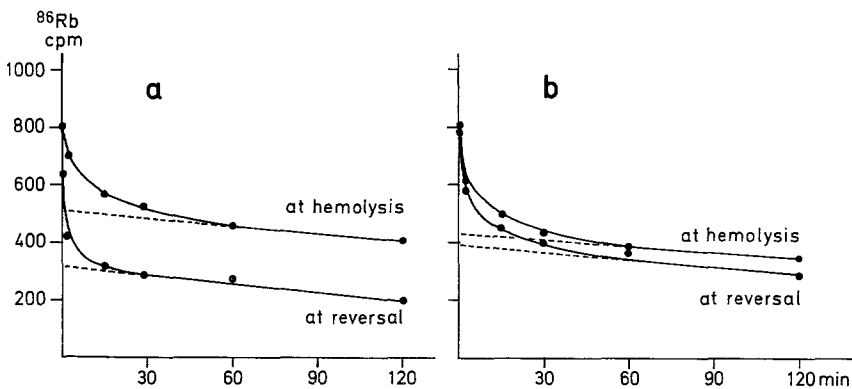 86Rb
cpm
a
b
1000
800
600
400
200
at hemolysis
at reversal
at hemolysis
at reversal
30
60
90
120
30
60
90
120 min